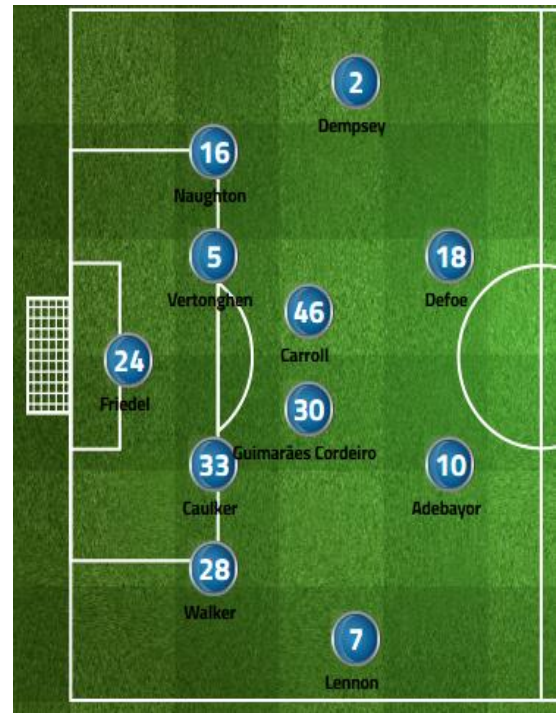 2
Dempsey
16
Naughton
5
Vertonghen
18
Defoe
46
Carroll
24
Friedel
30
Guimarães Cordeiro
33
Caulker
10
Adebayor
28
Walker
7
Lennon